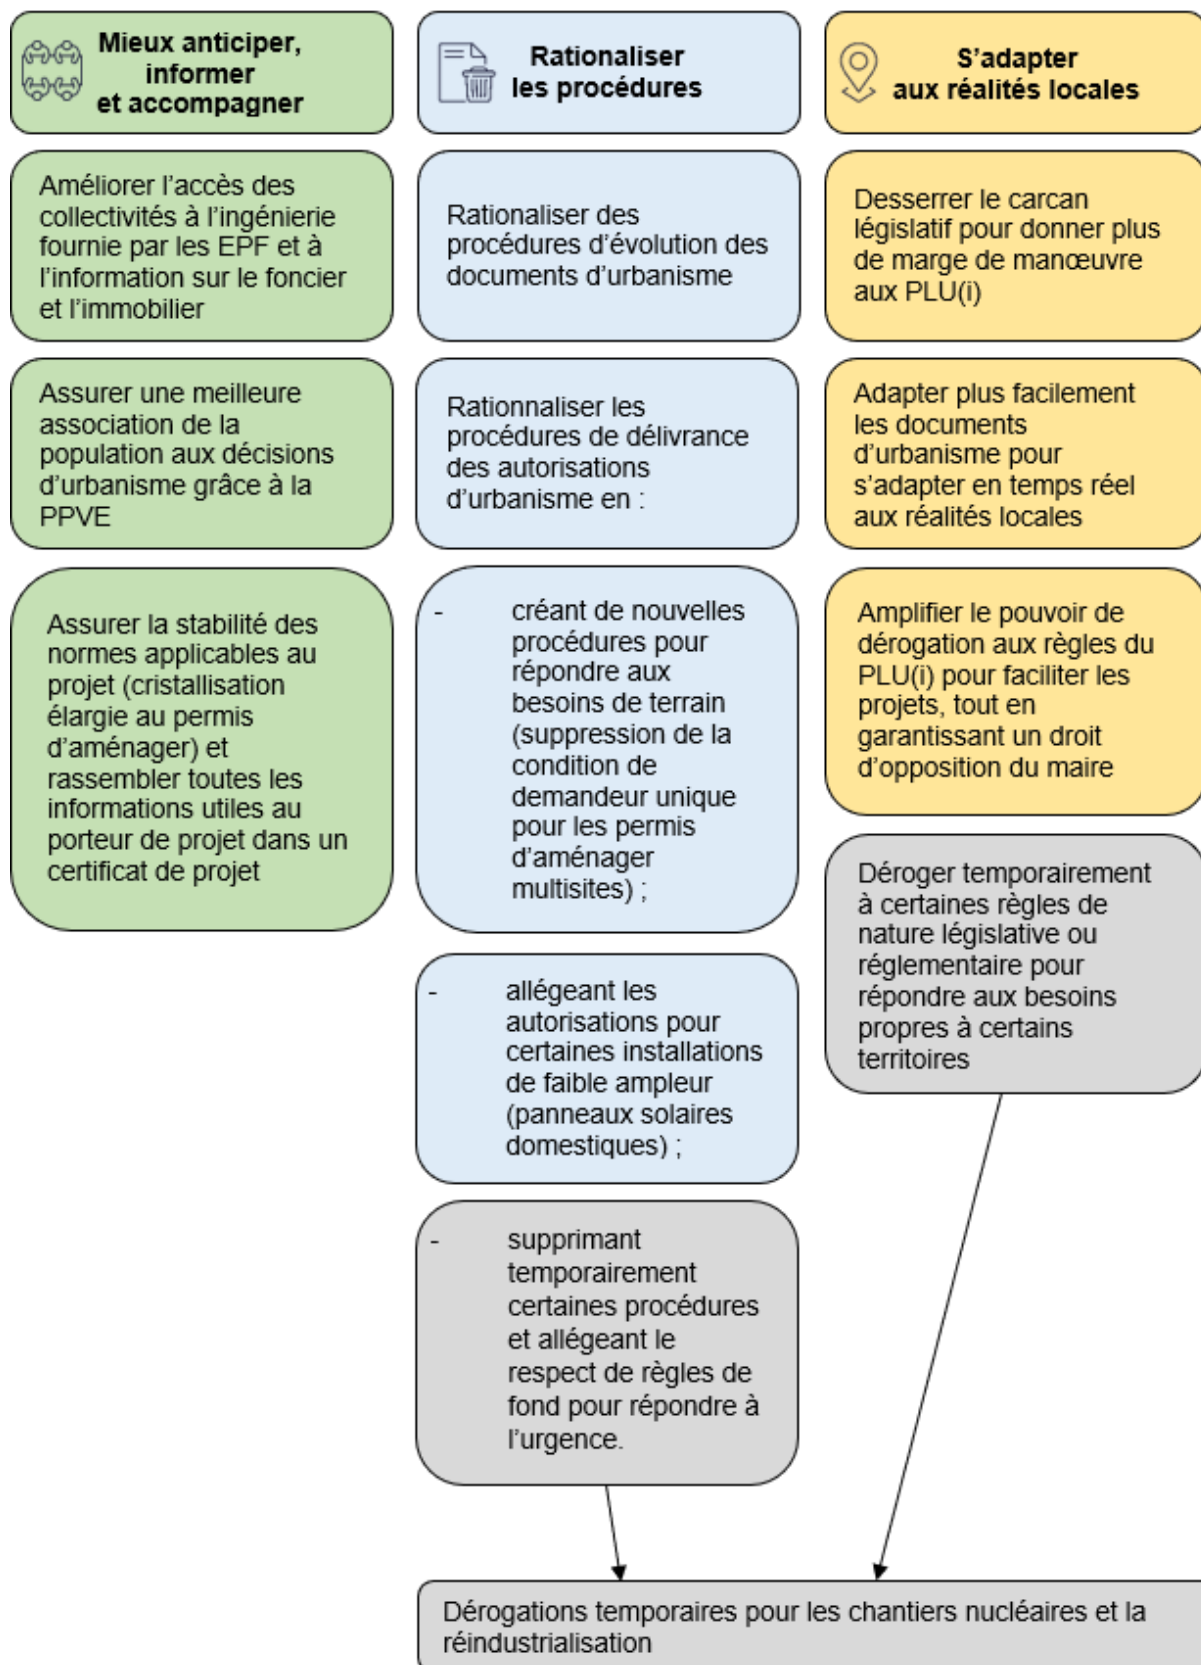 Mieux anticiper,
informer
et accompagner
Améliorer l’accès des
collectivités à l’ingénierie
fournie par les EPF et à
l’information sur le foncier
et l’immobilier
Assurer une meilleure
association de la
population aux décisions
d’urbanisme grâce à la
PPVE
Assurer la stabilité des
normes applicables au
projet (cristallisation
élargie au permis
d’aménager) et
rassembler toutes les
informations utiles au
porteur de projet dans un
certificat de projet
Rationaliser
les procédures
Rationaliser des
procédures d’évolution des
documents d’urbanisme
Rationnaliser les
procédures de délivrance
des autorisations
d’urbanisme en :
- créant de nouvelles
procédures pour
répondre aux
besoins de terrain
(suppression de la
condition de
demandeur unique
pour les permis
d’aménager
multisites) ;
- allégeant les
autorisations pour
certaines installations
de faible ampleur
(panneaux solaires
domestiques) ;
- supprimant
temporairement
certaines procédures
et allégeant le
respect de règles de
fond pour répondre à
l’urgence.
S’adapter
aux réalités locales
Desserrer le carcan
législatif pour donner plus
de marge de manœuvre
aux PLU(i)
Adapter plus facilement
les documents
d’urbanisme pour
s’adapter en temps réel
aux réalités locales
Amplifier le pouvoir de
dérogation aux règles du
PLU(i) pour faciliter les
projets, tout en
garantissant un droit
d’opposition du maire
Déroger temporairement
à certaines règles de
nature législative ou
réglementaire pour
répondre aux besoins
propres à certains
territoires
Dérogations temporaires pour les chantiers nucléaires et la
réindustrialisation